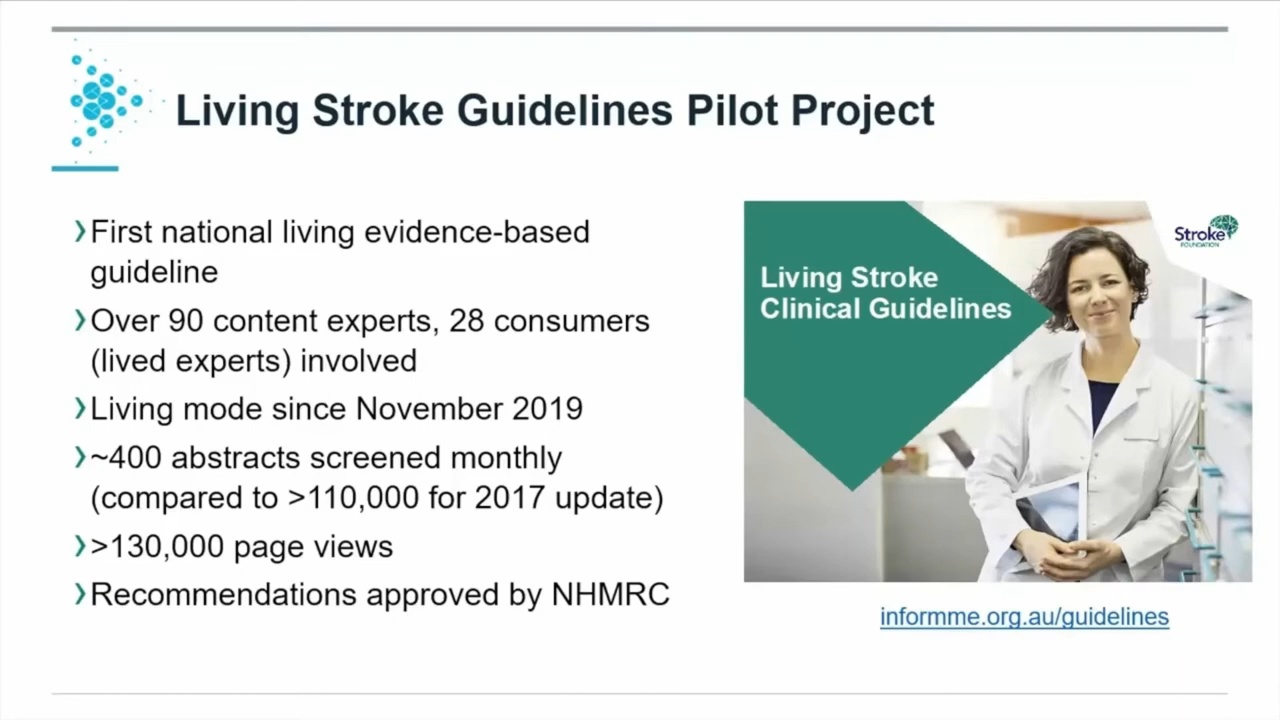 Living Stroke Guidelines Pilot Project
❯First national living evidence-based
guideline
❯Over 90 content experts, 28 consumers
(lived experts) involved
❯Living mode since November 2019
❯~400 abstracts screened monthly
(compared to >110,000 for 2017 update)
❯>130,000 page views
❯Recommendations approved by NHMRC
Stroke
FOUNDATION
Living Stroke
Clinical Guidelines
informme.org.au/guidelines